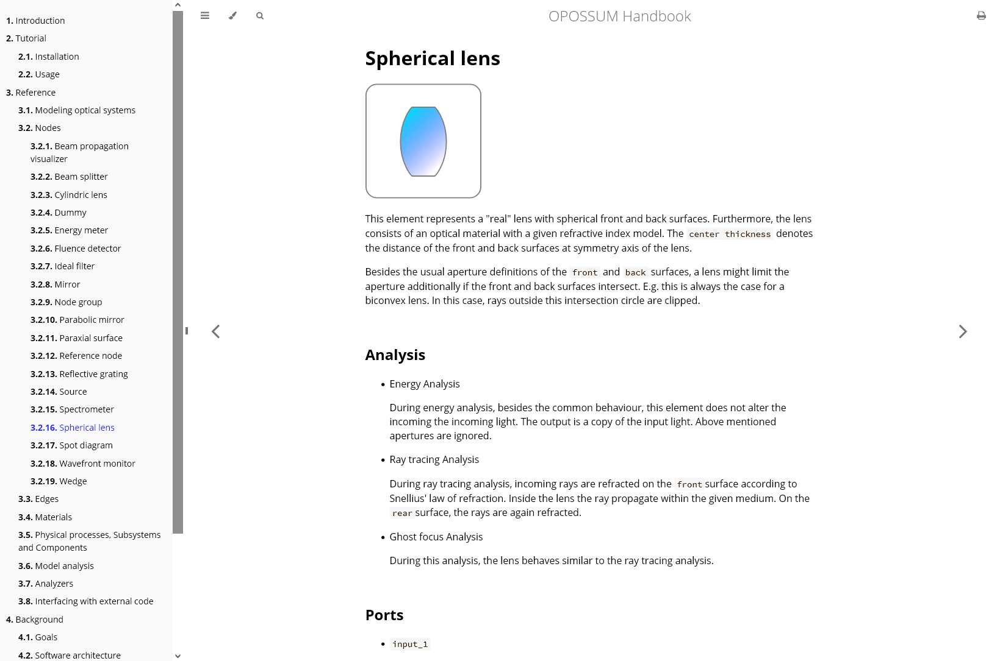 1. Introduction
2. Tutorial
2.1. Installation
2.2. Usage
3. Reference
3.1. Modeling optical systems
3.2. Nodes
3.2.1. Beam propagation
visualizer
3.2.2. Beam splitter
3.2.3. Cylindric lens
3.2.4. Dummy
3.2.5. Energy meter
3.2.6. Fluence detector
3.2.7. Ideal filter
3.2.8. Mirror
3.2.9. Node group
3.2.10. Parabolic mirror
3.2.11. Paraxial surface
3.2.12. Reference node
3.2.13. Reflective grating
3.2.14. Source
3.2.15. Spectrometer
3.2.16. Spherical lens
3.2.17. Spot diagram
3.2.18. Wavefront monitor
3.2.19. Wedge
3.3. Edges
3.4. Materials
3.5. Physical processes, Subsystems
and Components
3.6. Model analysis
3.7. Analyzers
3.8. Interfacing with external code
4. Background
4.1. Goals
4.2. Software architecture
OPOSSUM Handbook
Spherical lens
This element represents a "real" lens with spherical front and back surfaces. Furthermore, the lens
consists of an optical material with a given refractive index model. The center thickness denotes
the distance of the front and back surfaces at symmetry axis of the lens.
Besides the usual aperture definitions of the front and back surfaces, a lens might limit the
aperture additionally if the front and back surfaces intersect. E.g. this is always the case for a
biconvex lens. In this case, rays outside this intersection circle are clipped.
Analysis
• Energy Analysis
During energy analysis, besides the common behaviour, this element does not alter the
incoming the incoming light. The output is a copy of the input light. Above mentioned
apertures are ignored.
• Ray tracing Analysis
During ray tracing analysis, incoming rays are refracted on the front surface according to
Snellius' law of refraction. Inside the lens the ray propagate within the given medium. On the
rear surface, the rays are again refracted.
• Ghost focus Analysis
During this analysis, the lens behaves similar to the ray tracing analysis.
Ports
• input_1